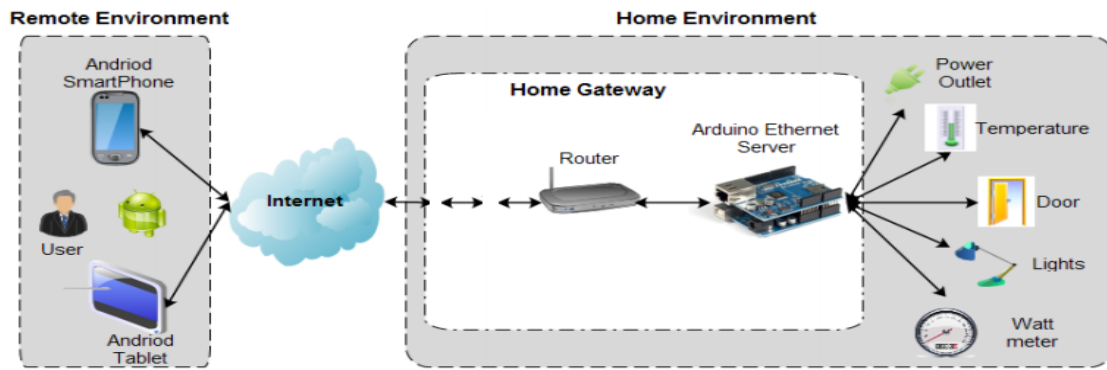 Remote Environment
Home Environment
Andriod
SmartPhone
User
Andriod
Tablet
Internet
Home Gateway
Router
Arduino Ethernet
Server
Power
Outlet
Temperature
Door
Lights
Watt
meter